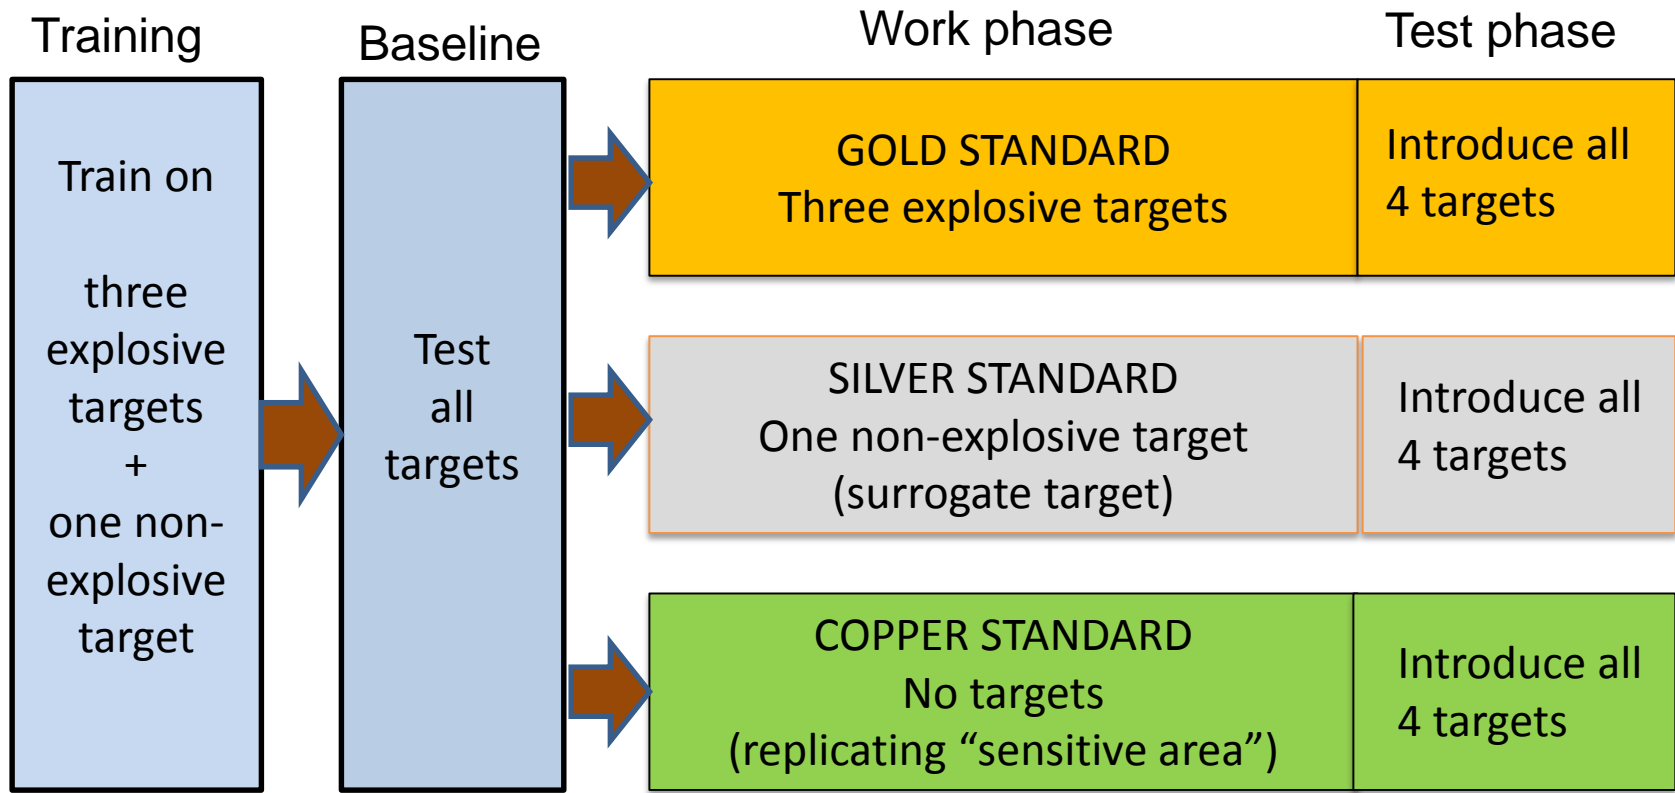 Training
Baseline
Work phase
Test phase
Train on
three
explosive
targets
+
one non-
explosive
target
Test
all
targets
GOLD STANDARD
Three explosive targets
Introduce all
4 targets
SILVER STANDARD
One non-explosive target
(surrogate target)
Introduce all
4 targets
COPPER STANDARD
No targets
(replicating “sensitive area”)
Introduce all
4 targets